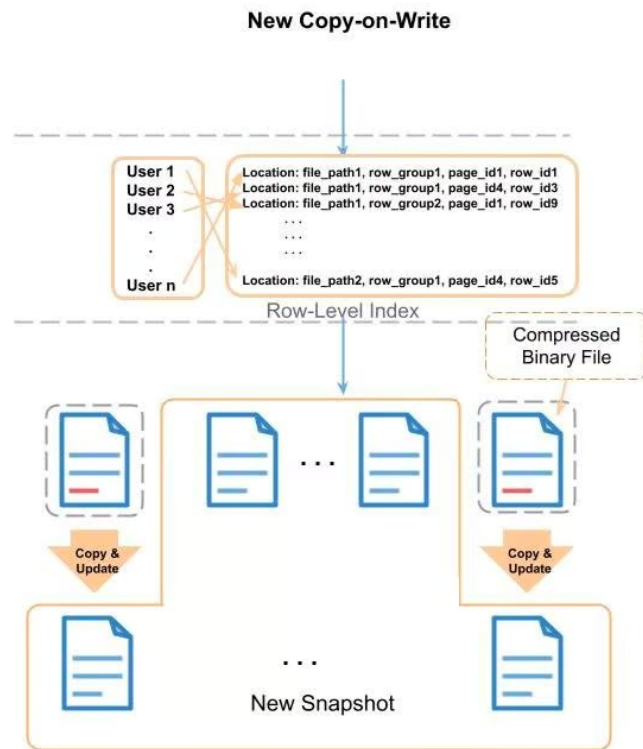 New Copy-on-Write
User 1
User 2
User 3
.
.
.
User n
Location: file_path1, row_group1, page_id1, row_id1
Location: file_path1, row_group1, page_id4, row_id3
Location: file_path1, row_group2, page_id1, row_id9
. . .
. . .
. . .
Location: file_path2, row_group1, page_id4, row_id5
Row-Level Index
Compressed
Binary File
. . .
Copy &
Update
Copy &
Update
. . .
New Snapshot